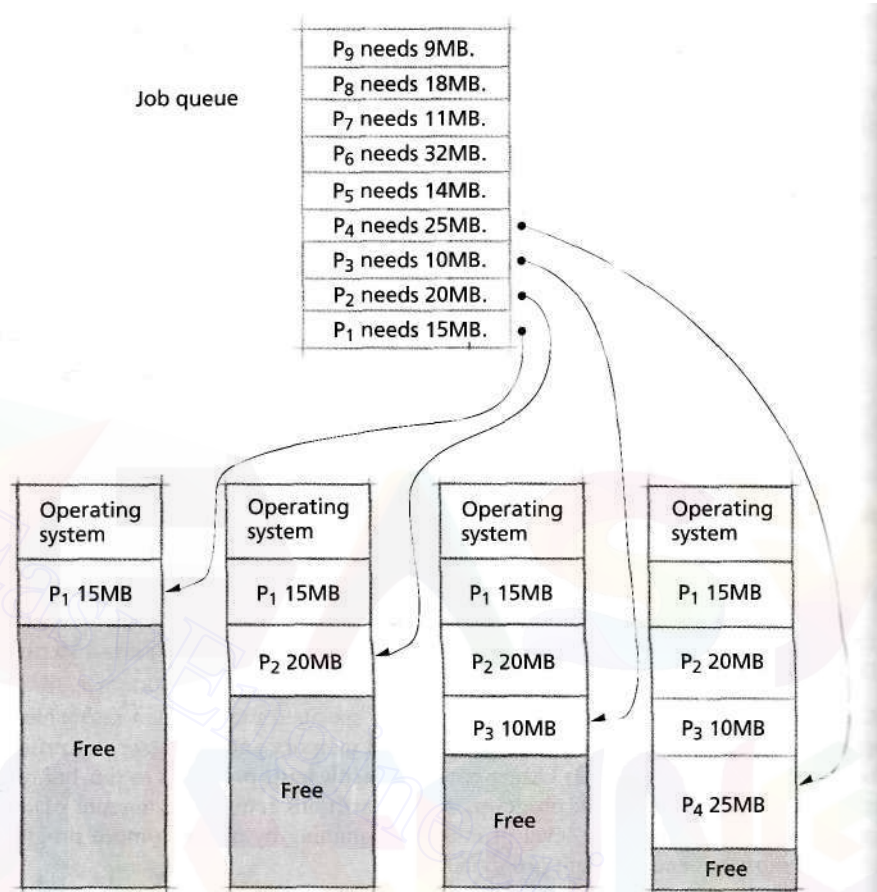 P9 needs 9MB.
P8 needs 18MB.
Job queue
P7 needs 11MB.
P6 needs 32MB.
P5 needs 14MB.
P4 needs 25MB.
P3 needs 10MB.
P2 needs 20MB.
P1 needs 15MB.
Operating
system
P1 15MB
Free
Operating
system
P1 15MB
P2 20MB
Free
Operating
system
P1 15MB
P2 20MB
P3 10MB
Free
Operating
system
P1 15MB
P2 20MB
P3 10MB
P4 25MB
Free